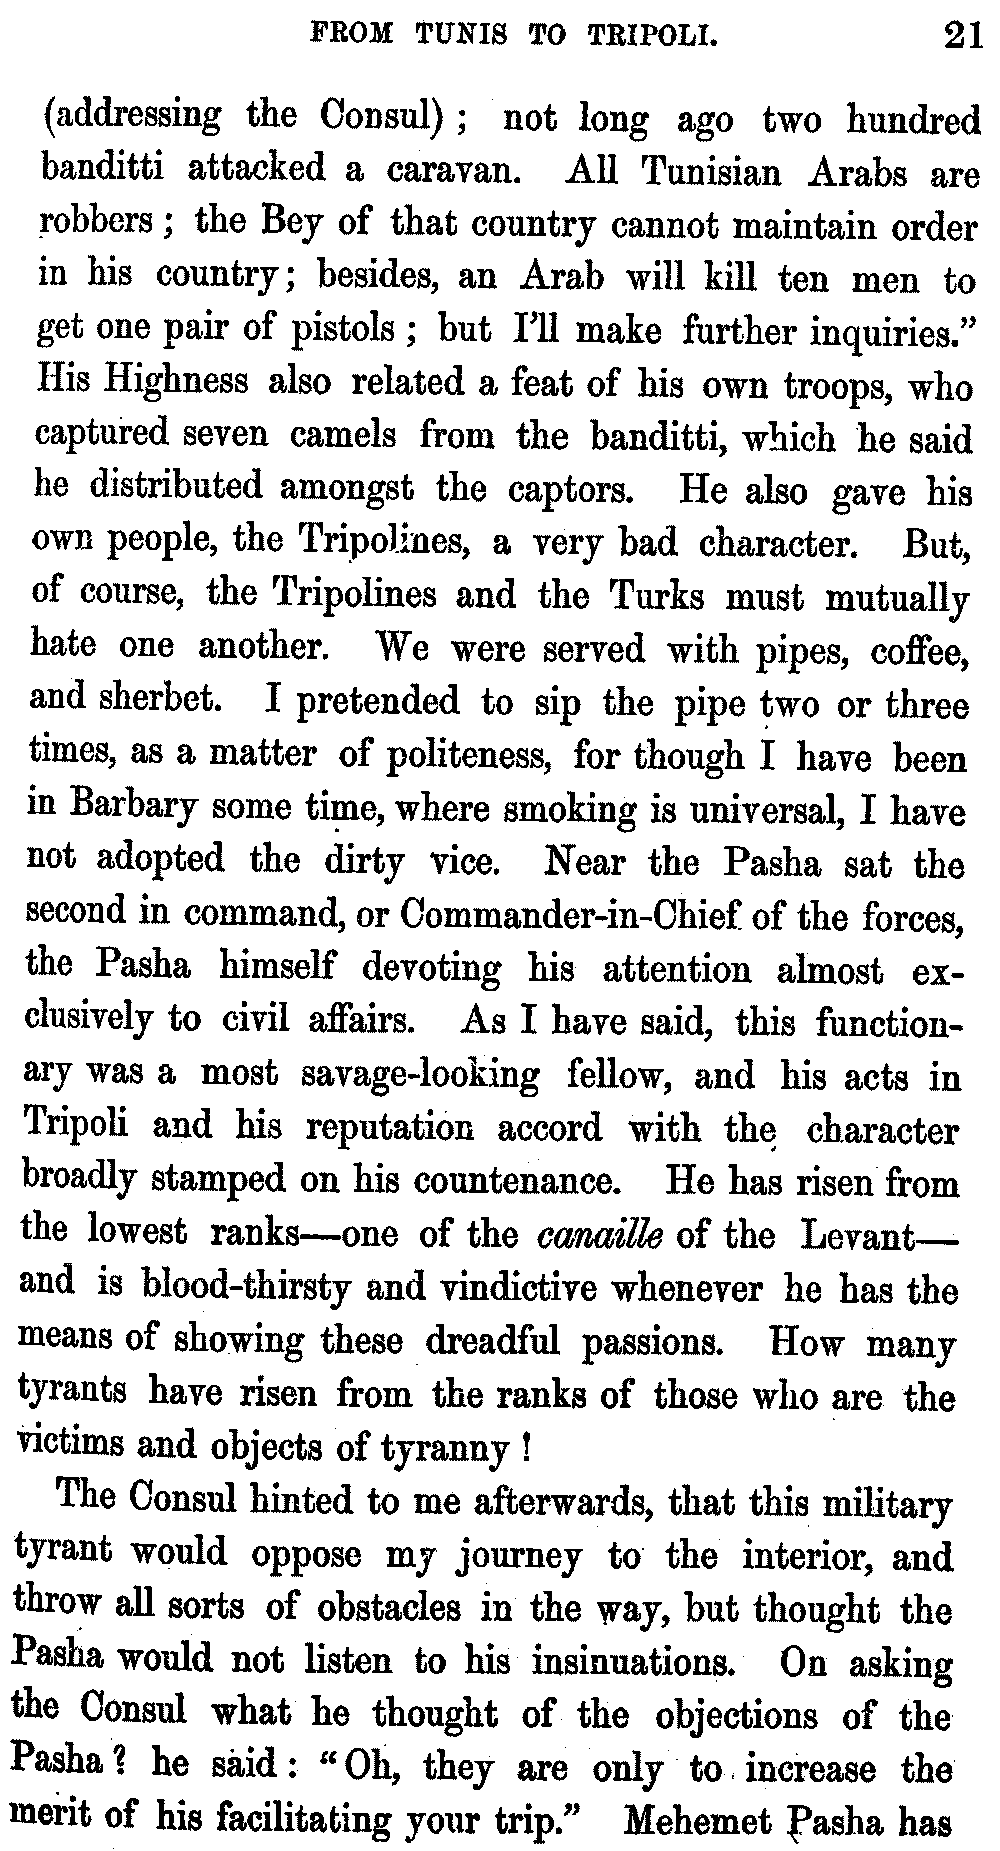 FROM TUNIS TO TRIPOLI. 21
(addressing the Consul) ; not long ago two hundred
banditti attacked a caravan. All Tunisian Arabs are
robbers ; the Bey of that country cannot maintain order
in his country ; besides, an Arab will kill ten men to
get one pair of pistols ; but I'll make further inquiries."
His Highness also related a feat of his own troops, who
captured seven camels from the banditti, which he said
he distributed amongst the captors. He also gave his
own people, the Tripolines, a very bad character. But,
of course, the Tripolines and the Turks must mutually
hate one another. We were served with pipes, coffee,
and sherbet. I pretended to sip the pipe two or three
times, as a matter of politeness, for though I have been
in Barbary some time, where smoking is universal, I have
not adopted the dirty vice. Near the Pasha sat the
second in command, or Commander-in-Chief of the forces,
the Pasha himself devoting his attention almost ex-
clusively to civil affairs. As I have said, this function-
ary was a most savage-looking fellow, and his acts in
Tripoli and his reputation accord with the character
broadly stamped on his countenance. He has risen from
the lowest ranks—one of the canaille of the Levant—
and is blood-thirsty and vindictive whenever he has the
means of showing these dreadful passions. How many
tyrants have risen from the ranks of those who are the
victims and objects of tyranny !
The Consul hinted to me afterwards, that this military
tyrant would oppose my journey to the interior, and
throw all sorts of obstacles in the way, but thought the
Pasha would not listen to his insinuations. On asking
the Consul what he thought of the objections of the
Pasha ? he said : "Oh, they are only to increase the
merit of his facilitating your trip." Mehemet Pasha has